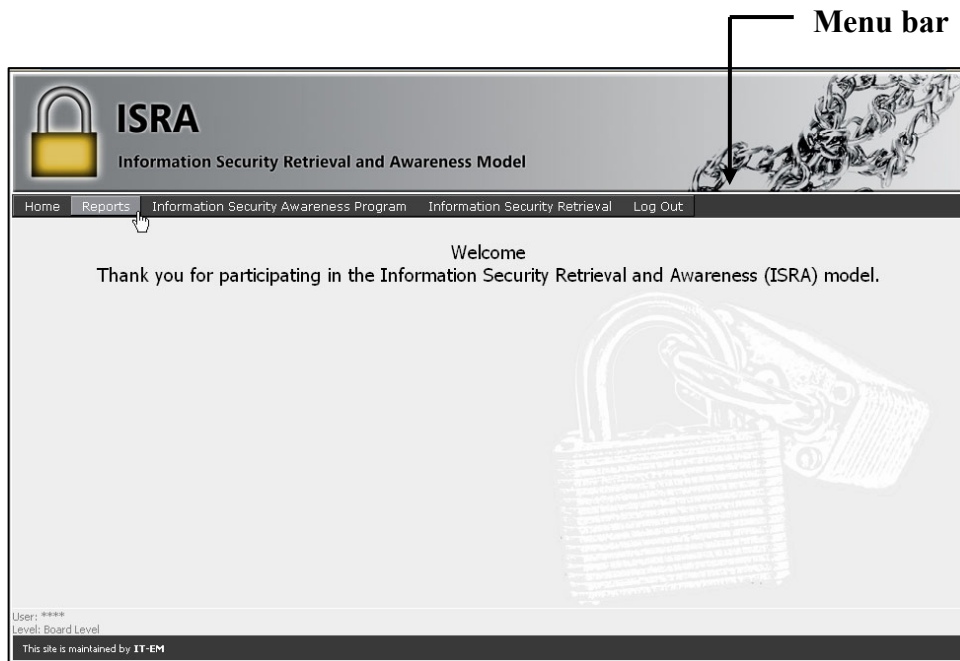 Menu bar
ISRA
Information Security Retrieval and Awareness Model
Home Reports Information Security Awareness Program Information Security Retrieval Log Out
Welcome
Thank you for participating in the Information Security Retrieval and Awareness (ISRA) model.
User: ****
Level: Board Level
This site is maintained by IT-EM